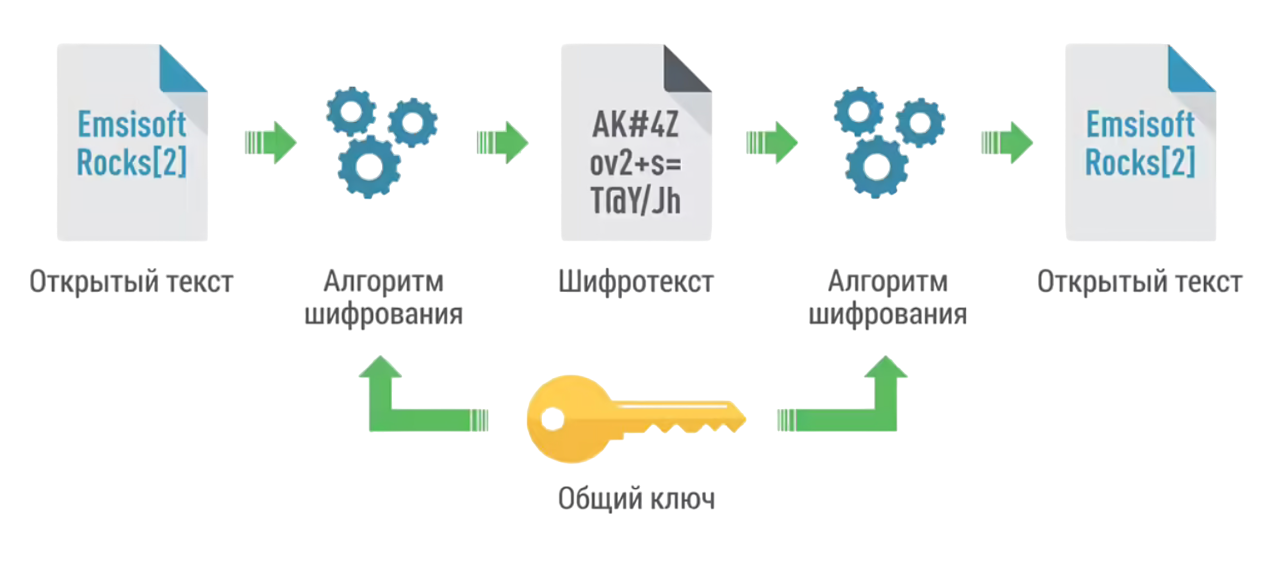 Emsisoft
Rocks[2]
AK#4Z
ov2+s=
T@Y/Jh
Emsisoft
Rocks[2]
Открытый текст
Алгоритм
шифрования
Шифротекст
Алгоритм
шифрования
Открытый текст
Общий ключ